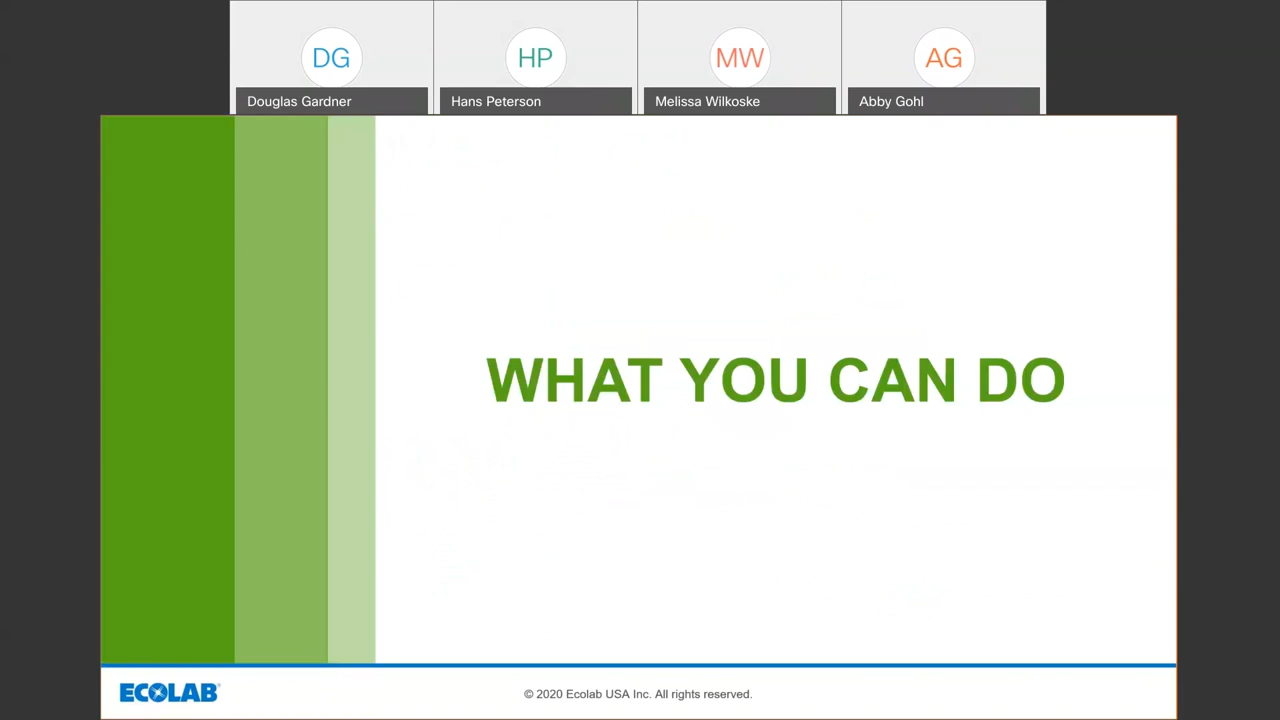 DG
HP
MW
AG
Douglas Gardner
Hans Peterson
Melissa Wilkoske
Abby Gohl
WHAT YOU CAN DO
ECOLAB®
© 2020 Ecolab USA Inc. All rights reserved.